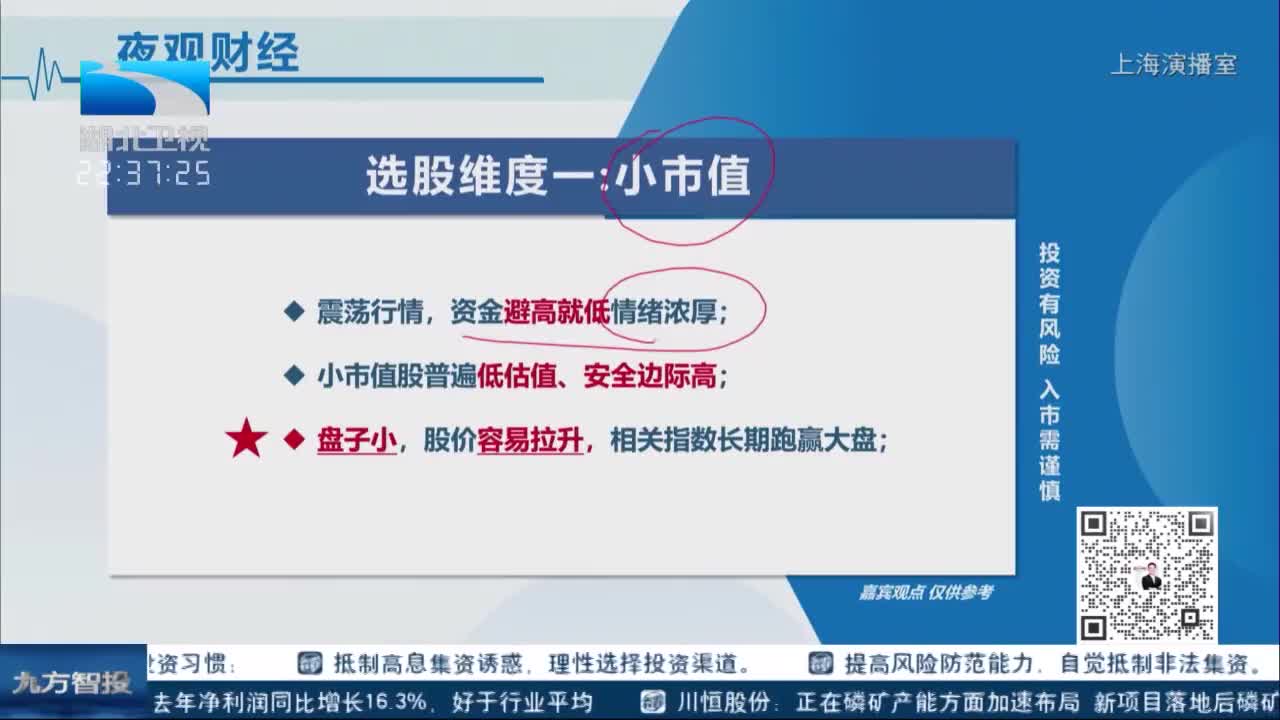 夜观财经
上海演播室
湖北卫视
22:37:25
选股维度一:小市值
震荡行情，资金避高就低情绪浓厚；
小市值股普遍低估值、安全边际高；
盘子小，股价容易拉升，相关指数长期跑赢大盘；
投资有风险 入市需谨慎
嘉宾观点 仅供参考
九方智投
资习惯： 抵制高息集资诱惑，理性选择投资渠道。 提高风险防范能力，自觉抵制非法集资。
去年净利润同比增长16.3%，好于行业平均 川恒股份：正在磷矿产能方面加速布局 新项目落地后磷矿